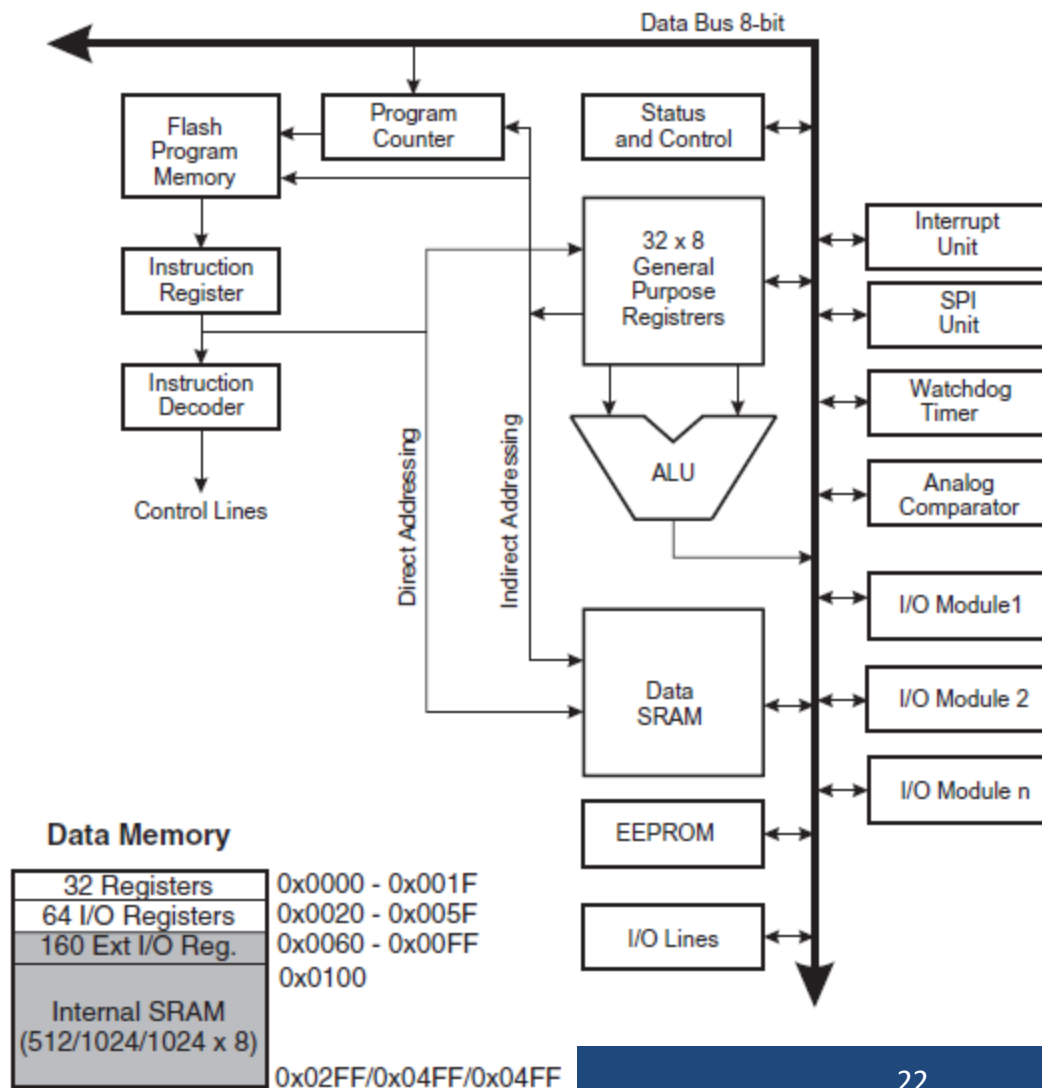 Data Bus 8-bit
Flash
Program
Memory
Program
Counter
Status
and Control
Instruction
Register
32 x 8
General
Purpose
Registrers
Interrupt
Unit
SPI
Unit
Instruction
Decoder
Watchdog
Timer
Control Lines
Direct Addressing
Indirect Addressing
ALU
Analog
Comparator
I/O Module1
Data
SRAM
I/O Module 2
I/O Module n
EEPROM
I/O Lines
Data Memory
32 Registers 0x0000 - 0x001F
64 I/O Registers 0x0020 - 0x005F
160 Ext I/O Reg. 0x0060 - 0x00FF
0x0100
Internal SRAM
(512/1024/1024 x 8)
0x02FF/0x04FF/0x04FF
22